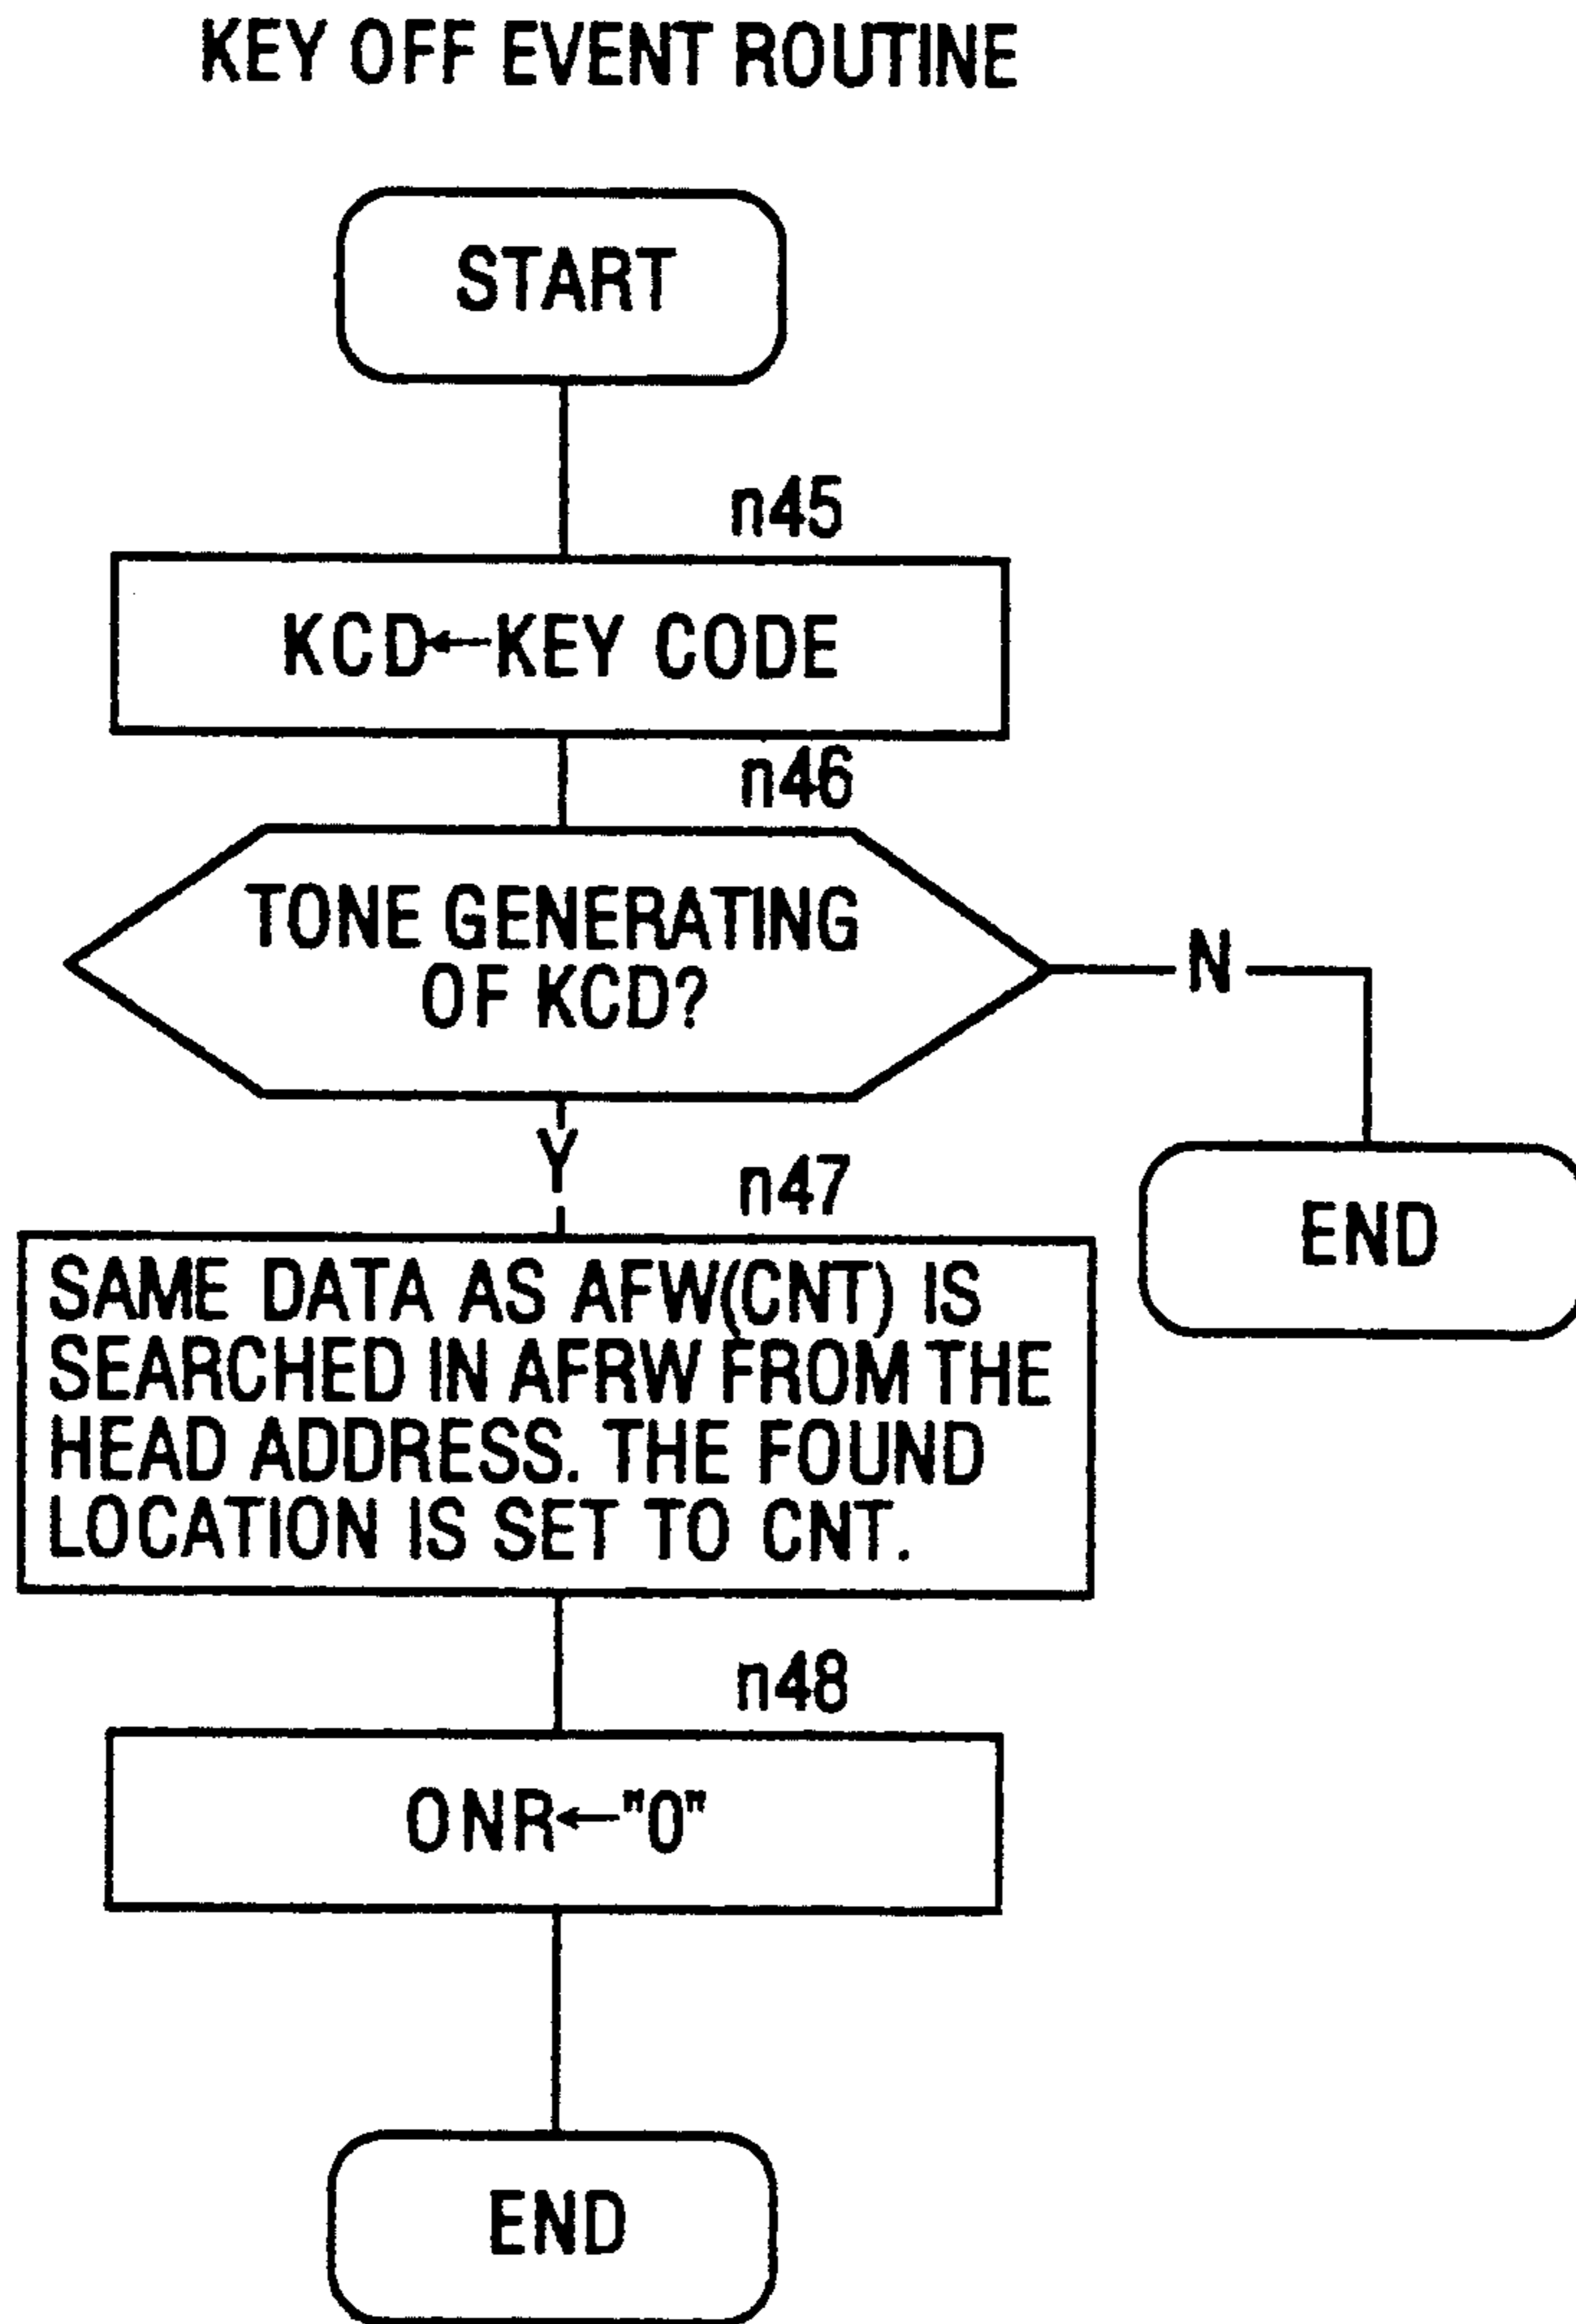 KEY OFF EVENT ROUTINE
START
n45
KCD←KEY CODE
n46
TONE GENERATING
OF KCD?
N
Y
n47
END
SAME DATA AS AFW(CNT) IS
SEARCHED IN AFRW FROM THE
HEAD ADDRESS. THE FOUND
LOCATION IS SET TO CNT.
n48
ONR←"0"
END